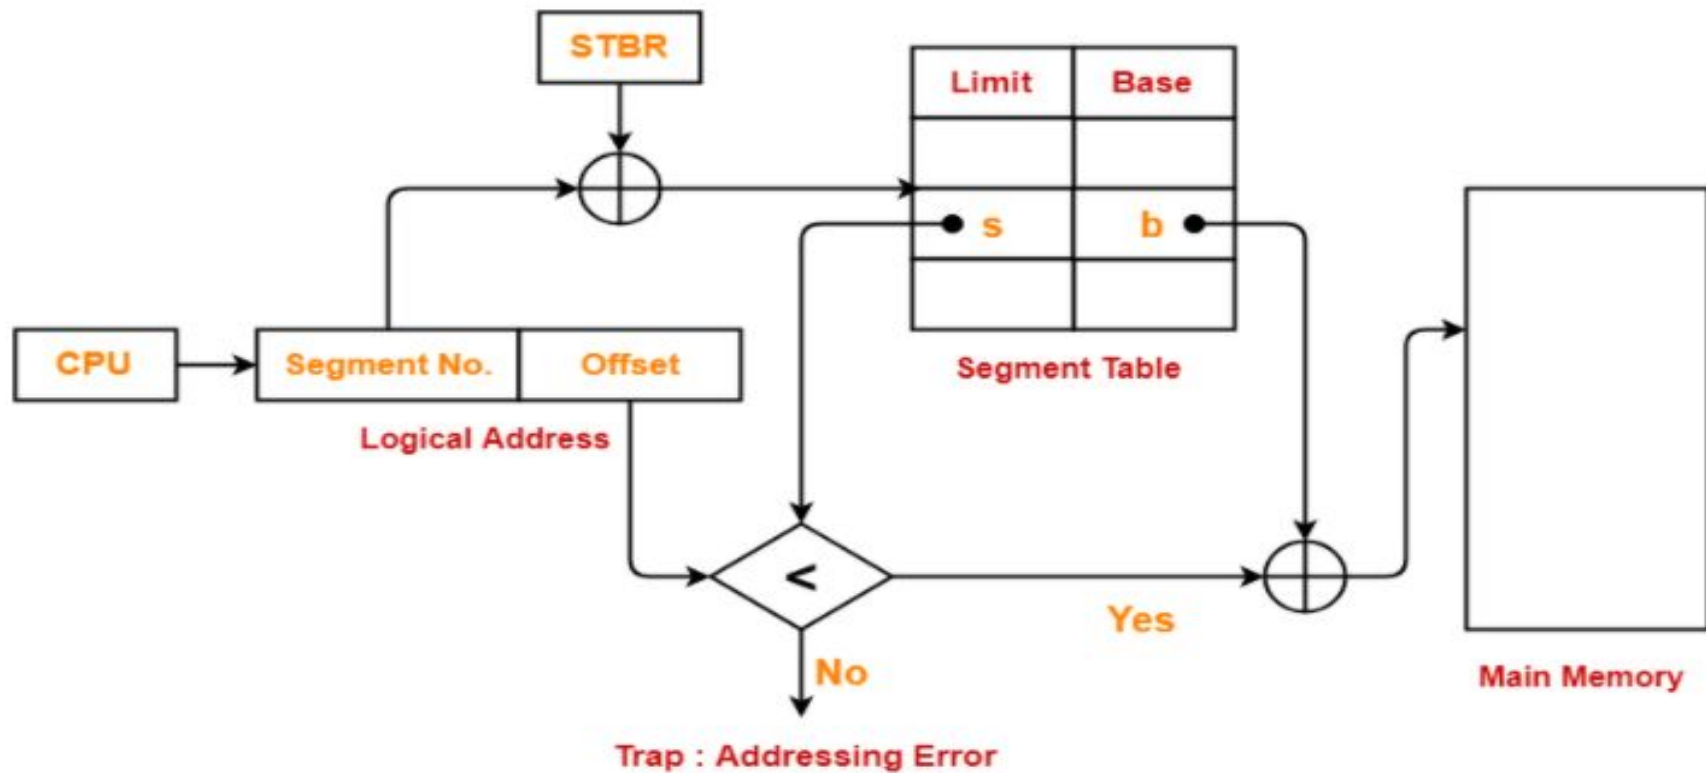 STBR
Limit
Base
s
b
CPU
Segment No.
Offset
Segment Table
Logical Address
<
Yes
No
Main Memory
Trap : Addressing Error